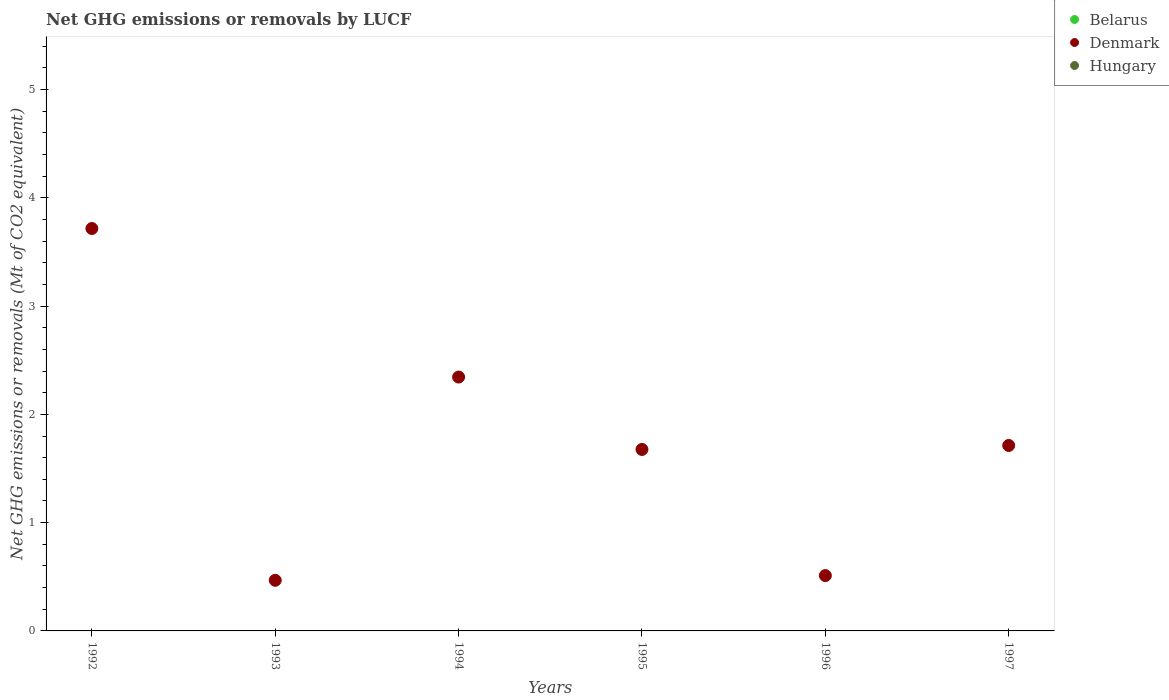 Net GHG emissions or removals by LUCF
Belarus
Denmark
Hungary
Net GHG emissions or removals (Mt of CO2 equivalent)
5
4
3
2
1
0
1992
1993
1994
1995
1996
1997
Years